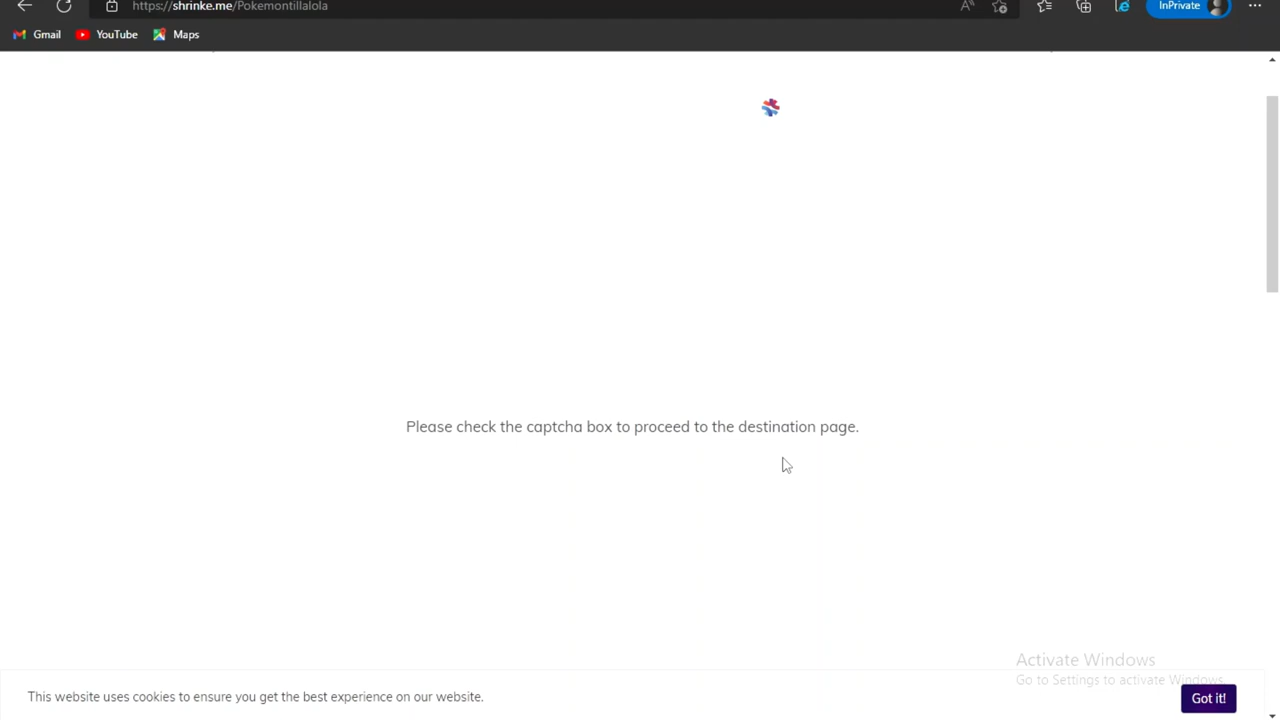 https://shrinke.me/Pokemontillalola
InPrivate
Gmail
YouTube
Maps
Please check the captcha box to proceed to the destination page.
Activate Windows
Go to Settings to activate Windows.
This website uses cookies to ensure you get the best experience on our website.
Got it!